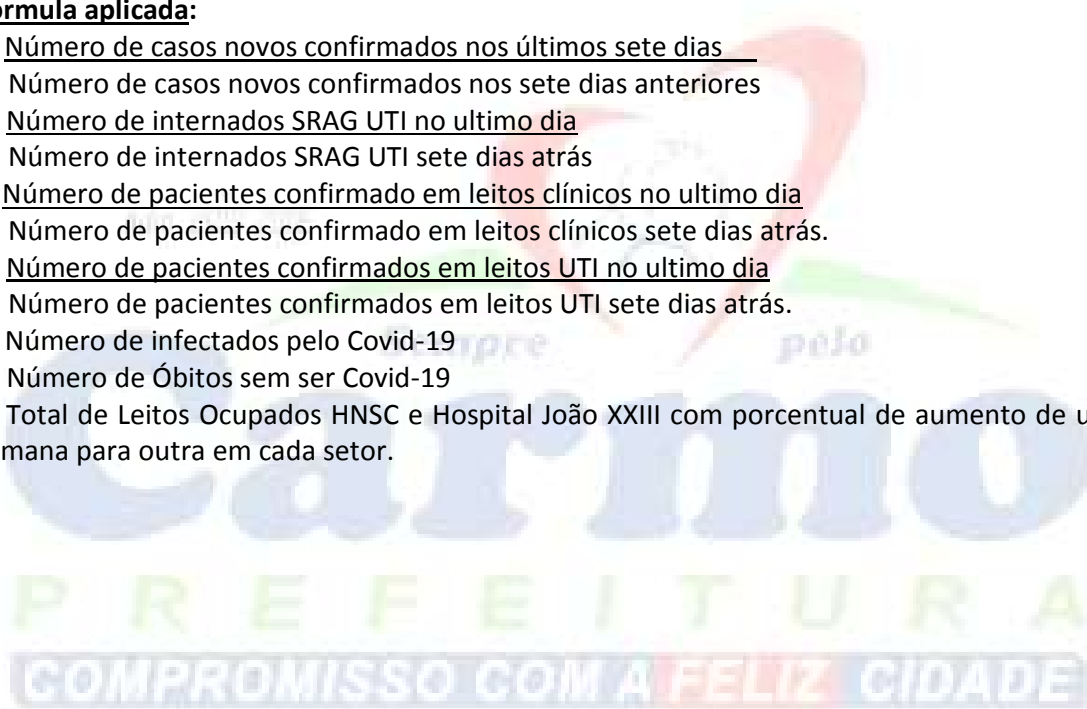 ormula aplicada:
Número de casos novos confirmados nos últimos sete dias
Número de casos novos confirmados nos sete dias anteriores
Número de internados SRAG UTI no ultimo dia
Número de internados SRAG UTI sete dias atrás
Número de pacientes confirmado em leitos clínicos no ultimo dia
Número de pacientes confirmado em leitos clínicos sete dias atrás.
Número de pacientes confirmados em leitos UTI no ultimo dia
Número de pacientes confirmados em leitos UTI sete dias atrás.
Número de infectados pelo Covid-19
Sempre pelo
Número de Óbitos sem ser Covid-19
Total de Leitos Ocupados HNSC e Hospital João XXIII com porcentual de aumento de u
mana para outra em cada setor.
Carmo
PREFEITURA
COMPROMISSO COM A FELIZ CIDADE